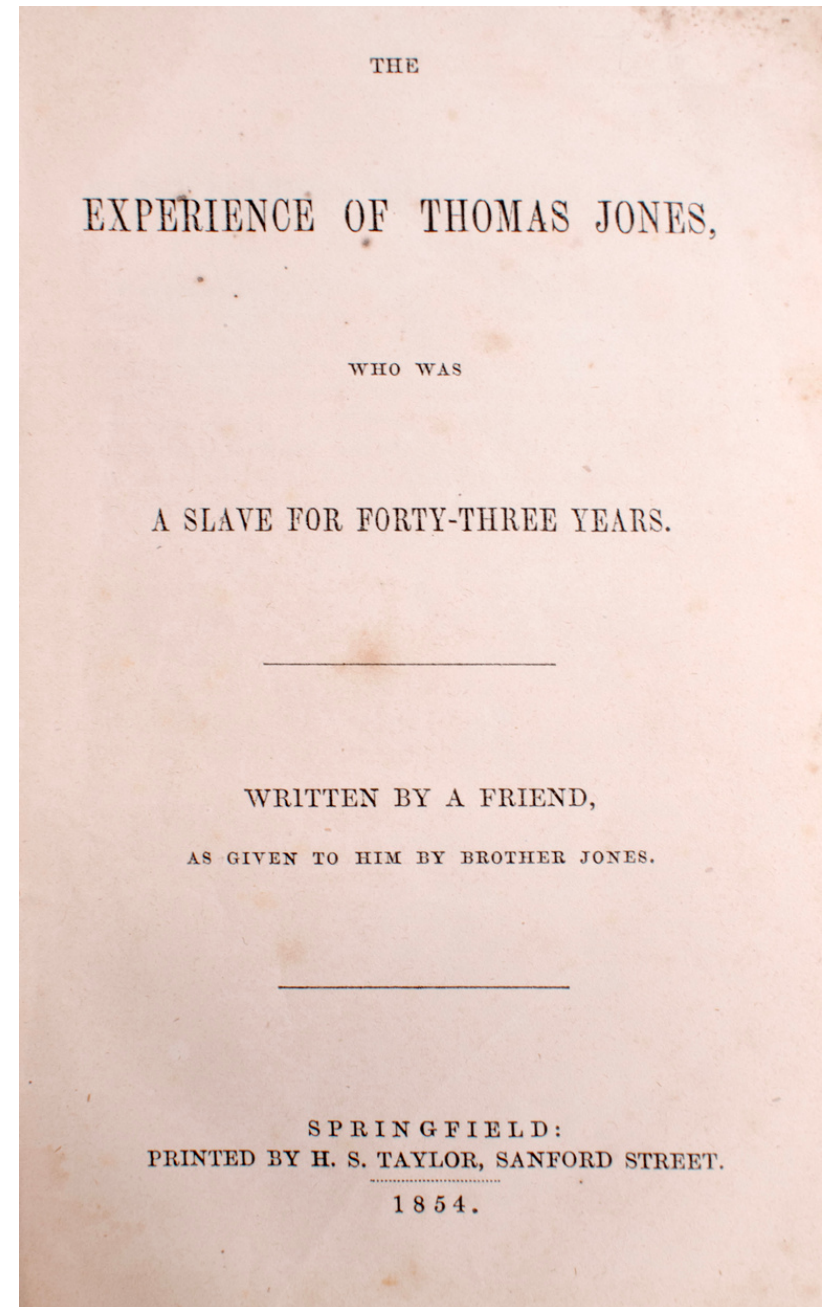 THE
EXPERIENCE OF THOMAS JONES,
WHO WAS
A SLAVE FOR FORTY-THREE YEARS.
WR1TTEN BY A FRIEND,
AS GIVEN TO HIM BY BROTHER JONES.
SPRINGFIELD:
PRINTED BY H. S. TAYLOR, SANFORD STREET.
1854.